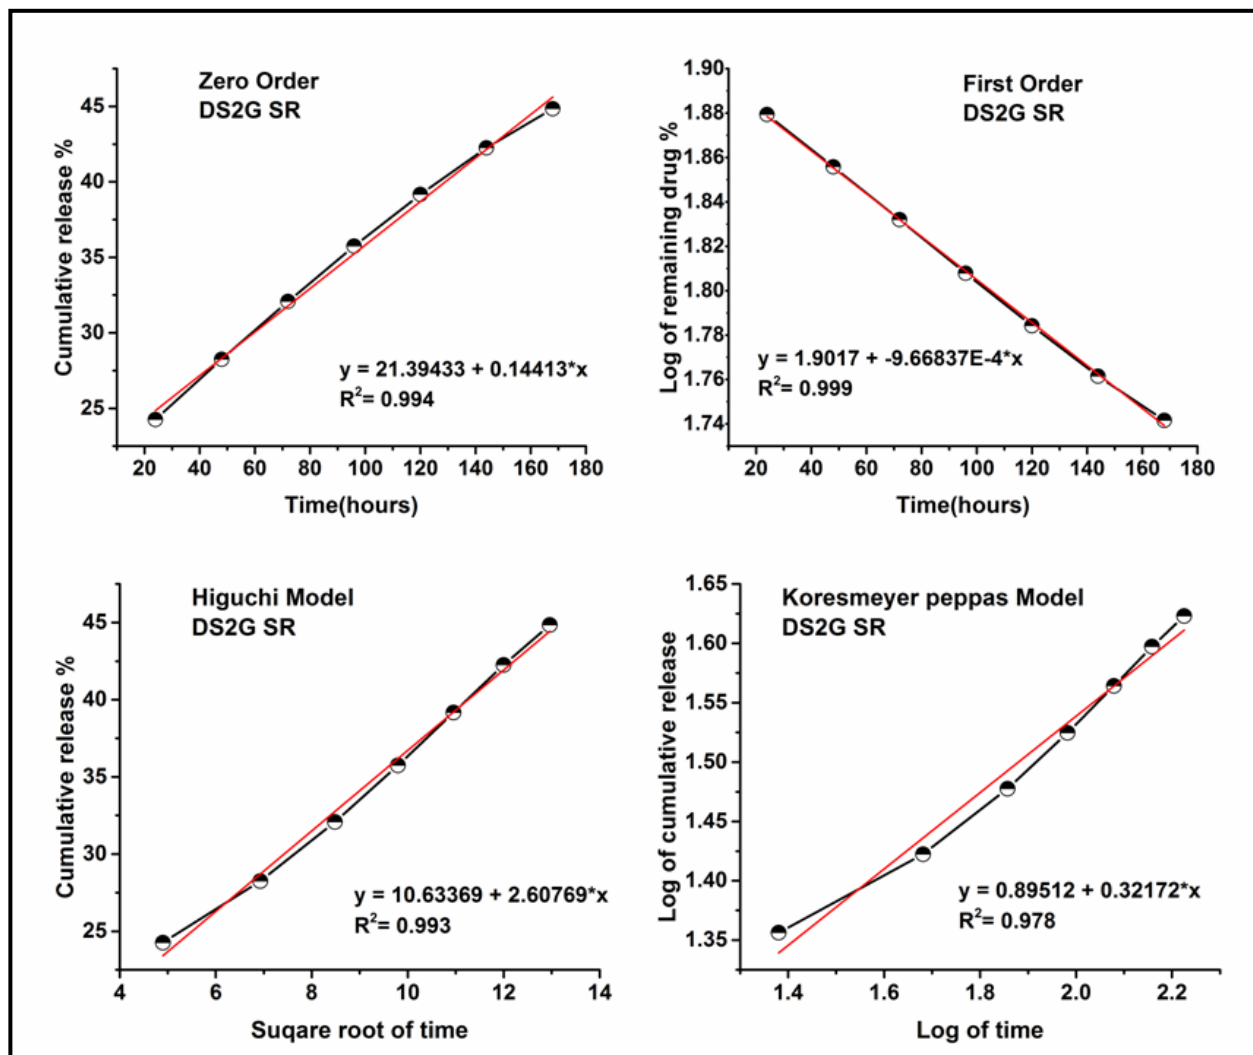 Zero Order
DS2G SR
Cumulative release %
45
40
35
30
25
y = 21.39433 + 0.14413*x
R²= 0.994
20 40 60 80 100 120 140 160 180
Time(hours)
First Order
DS2G SR
Log of remaining drug %
1.90
1.88
1.86
1.84
1.82
1.80
1.78
1.76
1.74
y = 1.9017 + -9.66837E-4*x
R²= 0.999
20 40 60 80 100 120 140 160 180
Time(hours)
Higuchi Model
DS2G SR
Cumulative release %
45
40
35
30
25
y = 10.63369 + 2.60769*x
R²= 0.993
4 6 8 10 12 14
Suqare root of time
Koresmeyer peppas Model
DS2G SR
Log of cumulative release
1.65
1.60
1.55
1.50
1.45
1.40
1.35
y = 0.89512 + 0.32172*x
R²= 0.978
1.4 1.6 1.8 2.0 2.2
Log of time